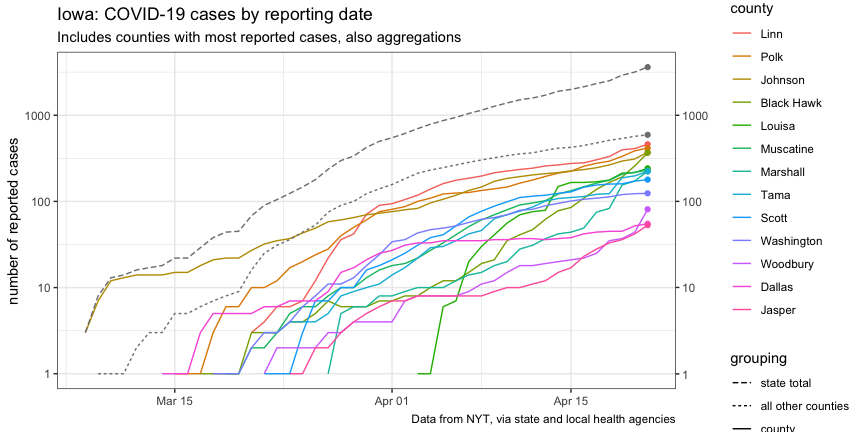 Iowa: COVID-19 cases by reporting date
Includes counties with most reported cases, also aggregations
number of reported cases
1000
100
10
1
1000
100
10
1
Mar 15
Apr 01
Apr 15
Data from NYT, via state and local health agencies
county
Linn
Polk
Johnson
Black Hawk
Louisa
Muscatine
Marshall
Tama
Scott
Washington
Woodbury
Dallas
Jasper
grouping
state total
all other counties
county